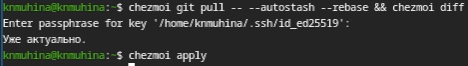 knmuhina@knmuhina:~$ chezmoi git pull -- --autostash --rebase && chezmoi diff
Enter passphrase for key '/home/knmuhina/.ssh/id_ed25519':
Уже актуально.
knmuhina@knmuhina:~$ chezmoi apply